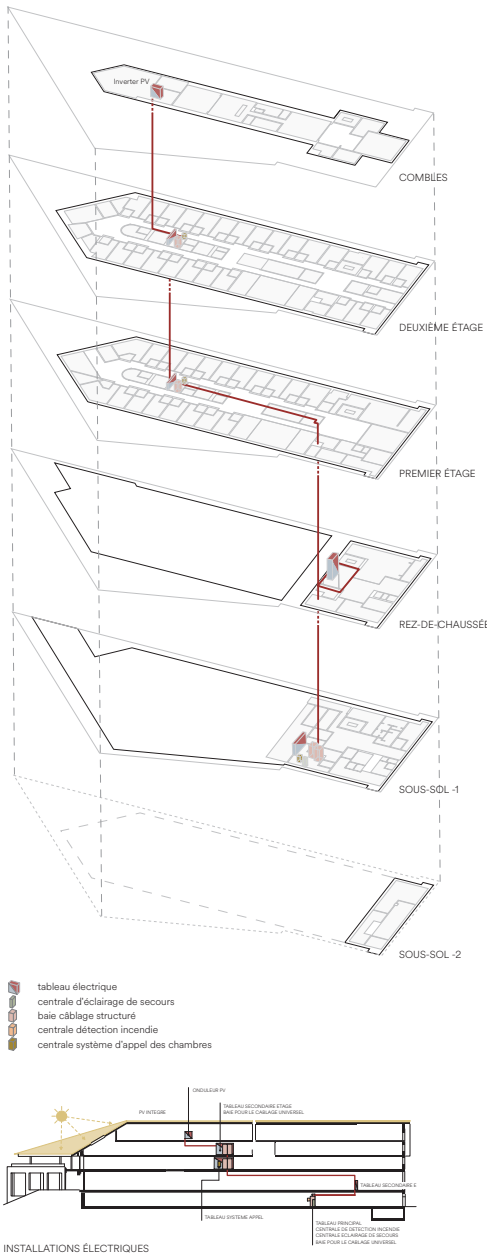 Inverter PV
COMBLES
DEUXIÈME ÉTAGE
PREMIER ÉTAGE
REZ-DE-CHAUSSÉE
SOUS-SOL -1
SOUS-SOL -2
tableau électrique
centrale d'éclairage de secours
baie câblage structuré
centrale détection incendie
centrale système d'appel des chambres
ONDULEUR PV
TABLEAU SECONDAIRE ETAGE
BAIE POUR LE CABLAGE UNIVERSEL
PV INTEGRE
TABLEAU SECONDAIRE E
TABLEAU SYSTEME APPEL
TABLEAU PRINCIPAL
CENTRALE DE DETECTION INCENDIE
CENTRALE ECLAIRAGE DE SECOURS
BAIE POUR LE CABLAGE UNIVERSEL
INSTALLATIONS ÉLECTRIQUES